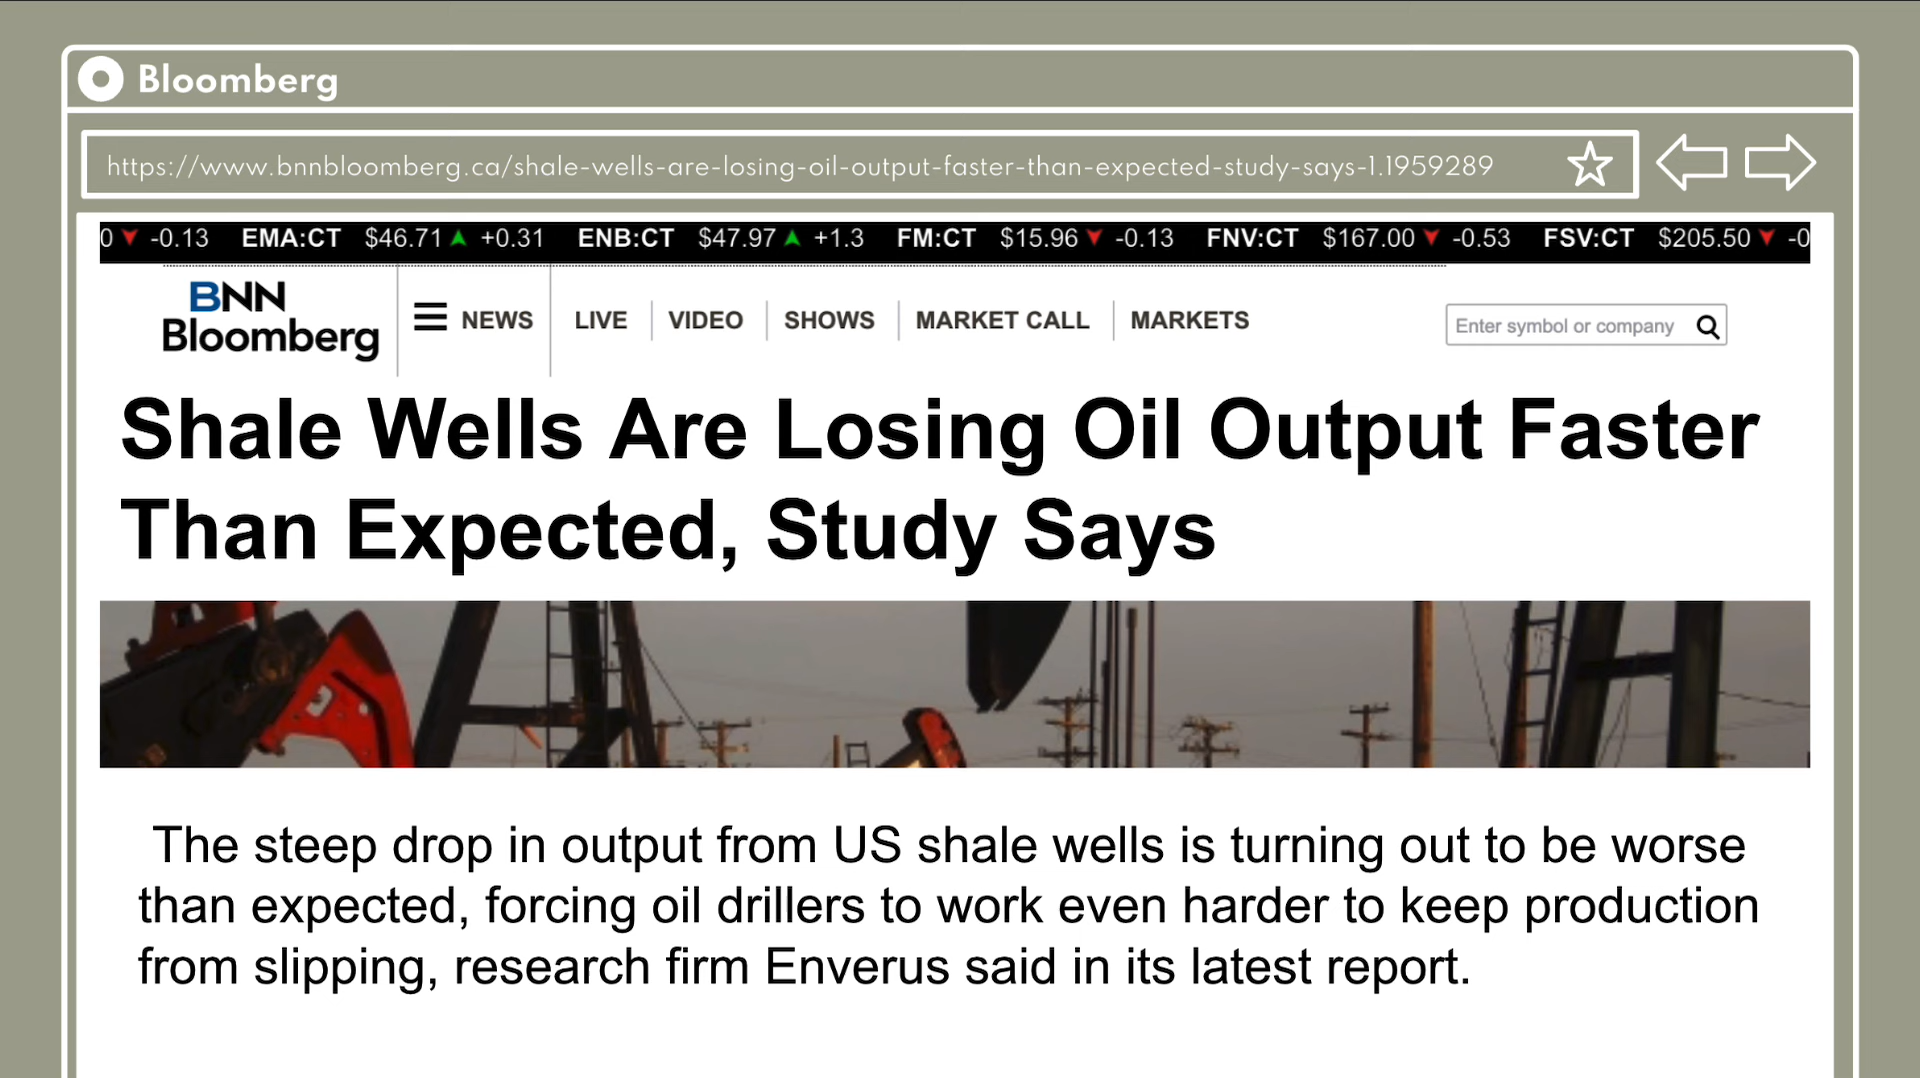 Bloomberg
https://www.bnnbloomberg.ca/shale-wells-are-losing-oil-output-faster-than-expected-study-says-1.1959289
0 -0.13 EMA:CT $46.71 +0.31 ENB:CT $47.97 +1.3 FM:CT $15.96 -0.13 FNV:CT $167.00 -0.53 FSV:CT $205.50 -0
BNN
Bloomberg
NEWS LIVE VIDEO SHOWS MARKET CALL MARKETS
Enter symbol or company
Shale Wells Are Losing Oil Output Faster
Than Expected, Study Says
The steep drop in output from US shale wells is turning out to be worse
than expected, forcing oil drillers to work even harder to keep production
from slipping, research firm Enverus said in its latest report.